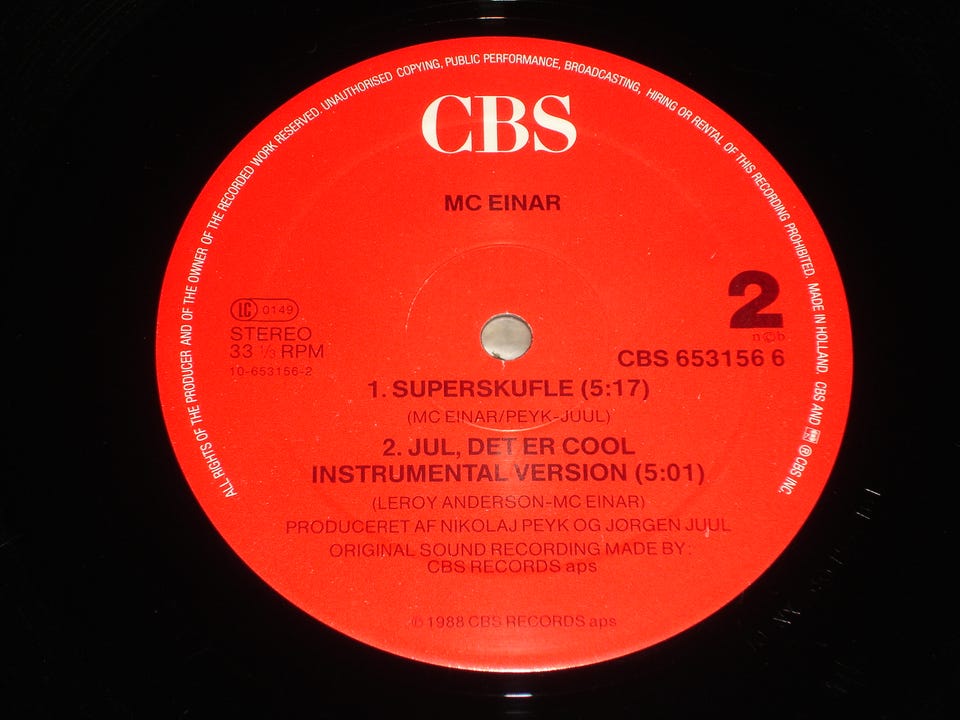 ALL RIGHTS OF THE PRODUCER AND OF THE OWNER OF THE RECORDED WORK RESERVED. UNAUTHORISED COPYING, PUBLIC PERFORMANCE, BROADCASTING, HIRING OR RENTAL OF THIS RECORDING PROHIBITED. MADE IN HOLLAND. CBS AND ℗ CBS INC.
CBS
MC EINAR
2
LC 0149
n©b
STEREO
33 ⅓ RPM
CBS 653156 6
10-653156-2
1. SUPERSKUFLE (5:17)
(MC EINAR/PEYK-JUUL)
2. JUL, DET ER COOL
INSTRUMENTAL VERSION (5:01)
(LEROY ANDERSON-MC EINAR)
PRODUCERET AF NIKOLAJ PEYK OG JORGEN JUUL
ORIGINAL SOUND RECORDING MADE BY:
CBS RECORDS aps
℗ 1988 CBS RECORDS aps